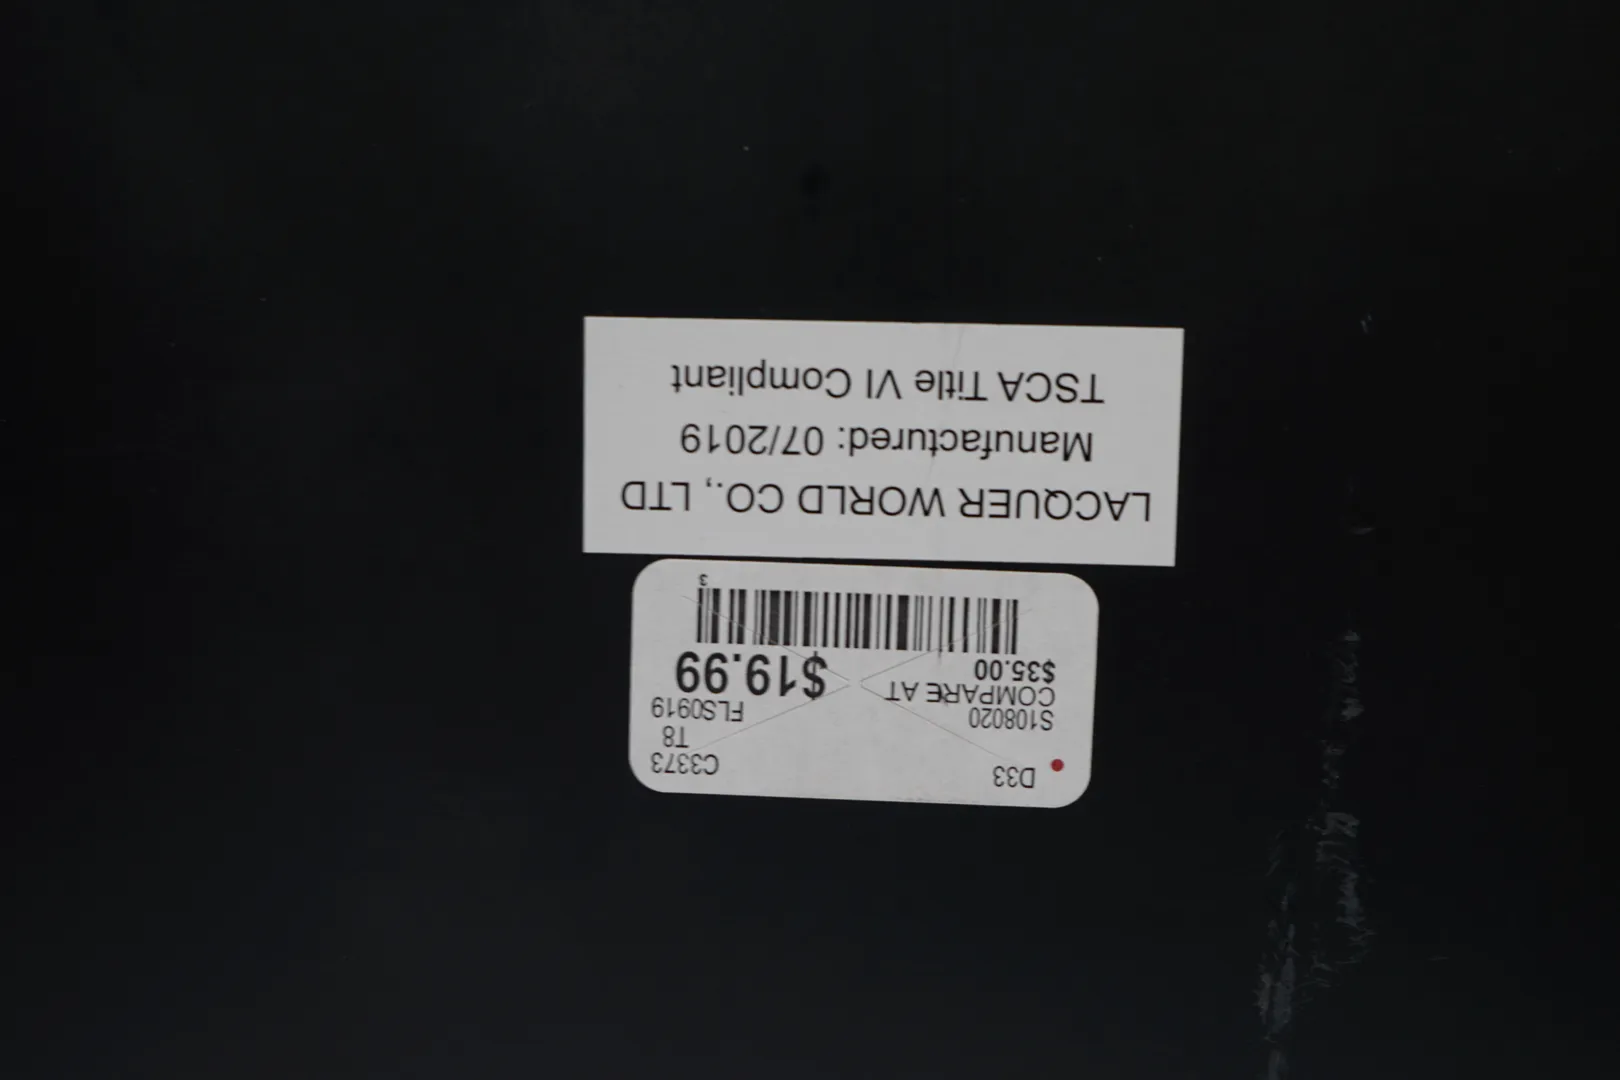 D33
C3373
T8
S108020
FLS0919
COMPARE AT
$35.00
$19.99
3
LACQUER WORLD CO., LTD
Manufactured: 07/2019
TSCA Title VI Compliant